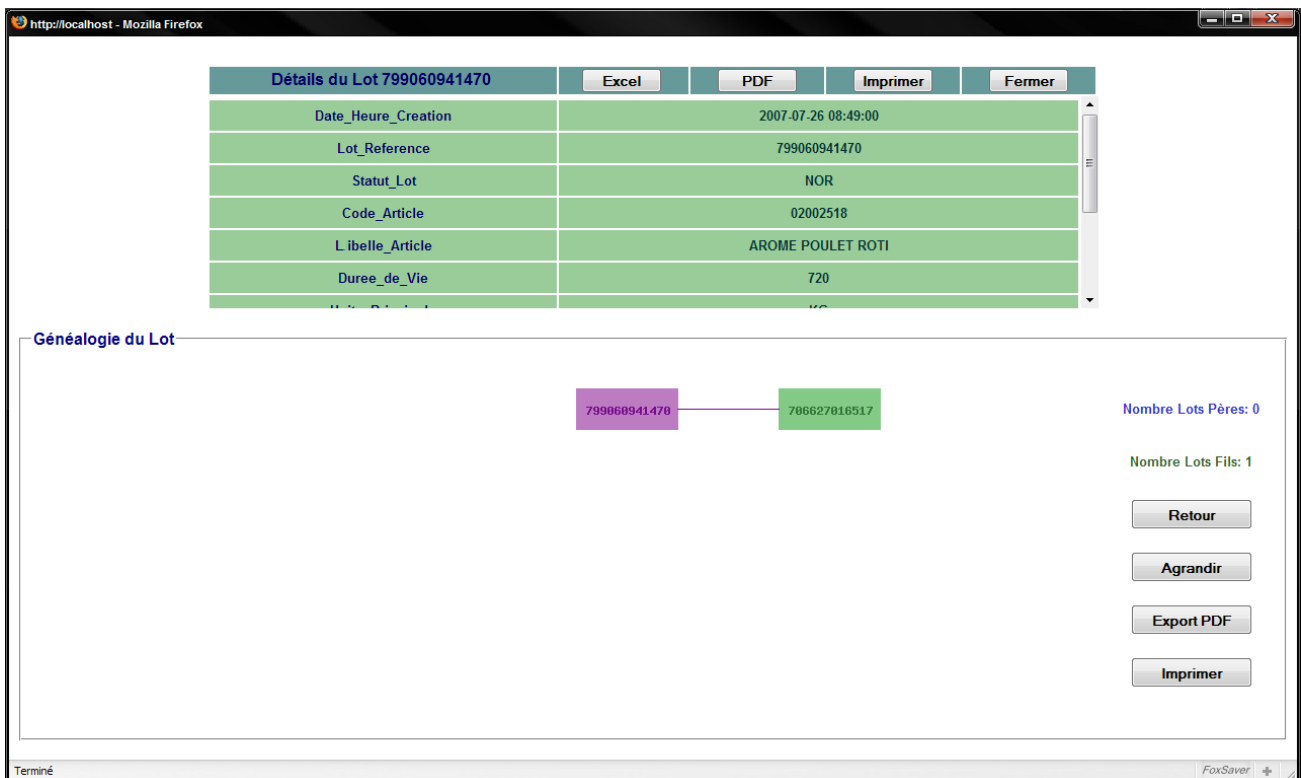 http://localhost - Mozilla Firefox
Détails du Lot 799060941470 Excel PDF Imprimer Fermer
Date_Heure_Creation 2007-07-26 08:49:00
Lot_Reference 799060941470
Statut_Lot NOR
Code_Article 02002518
Libelle_Article AROME POULET ROTI
Duree_de_Vie 720
KG
Généalogie du Lot
799060941470 706627016517 Nombre Lots Pères: 0
Nombre Lots Fils: 1
Retour
Agrandir
Export PDF
Imprimer
Terminé FoxSaver